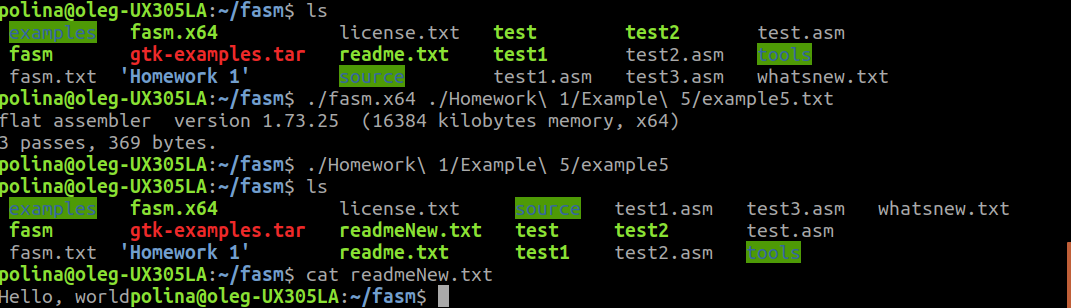 polina@oleg-UX305LA:~/fasm$ ls
examples fasm.x64 license.txt test test2 test.asm
fasm gtk-examples.tar readme.txt test1 test2.asm tools
fasm.txt 'Homework 1' source test1.asm test3.asm whatsnew.txt
polina@oleg-UX305LA:~/fasm$ ./fasm.x64 ./Homework\ 1/Example\ 5/example5.txt
flat assembler  version 1.73.25  (16384 kilobytes memory, x64)
3 passes, 369 bytes.
polina@oleg-UX305LA:~/fasm$ ./Homework\ 1/Example\ 5/example5
polina@oleg-UX305LA:~/fasm$ ls
examples fasm.x64 license.txt source test1.asm test3.asm whatsnew.txt
fasm gtk-examples.tar readmeNew.txt test test2 test.asm
fasm.txt 'Homework 1' readme.txt test1 test2.asm tools
polina@oleg-UX305LA:~/fasm$ cat readmeNew.txt
Hello, worldpolina@oleg-UX305LA:~/fasm$